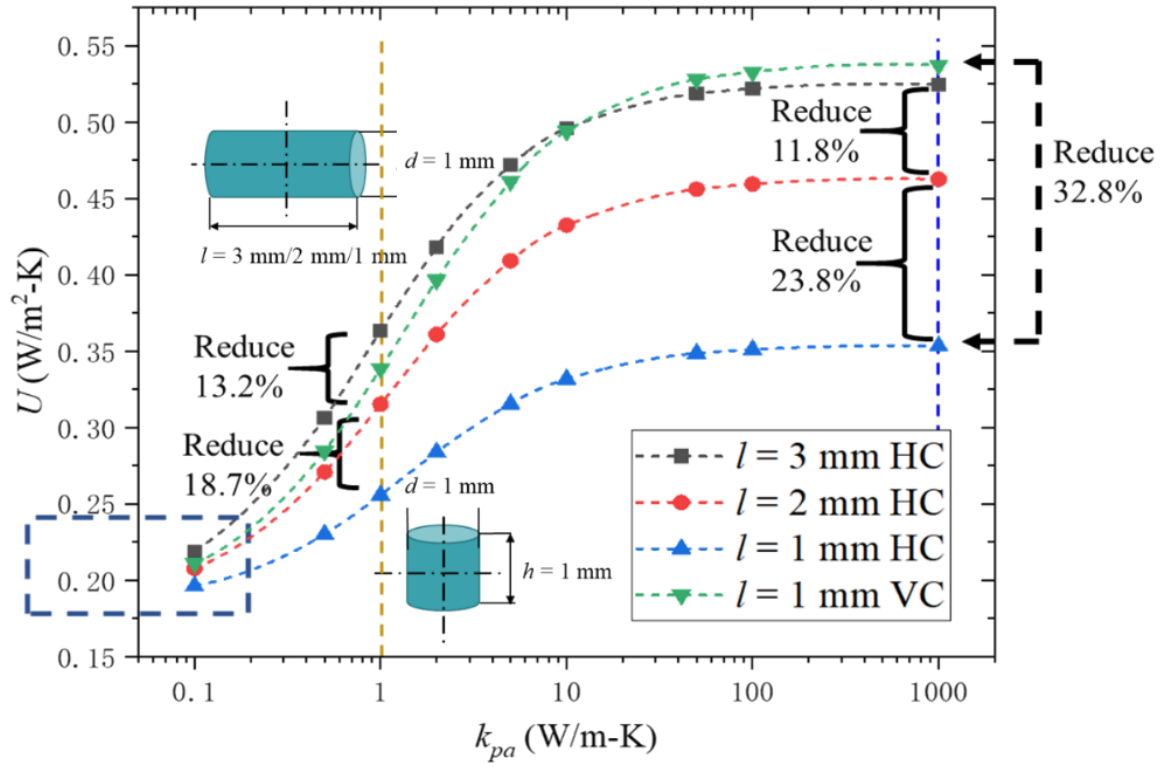 0.55
0.50
0.45
0.40
0.35
0.30
0.25
0.20
0.15
U (W/m²-K)
d = 1 mm
l = 3 mm/2 mm/1 mm
Reduce
11.8%
Reduce
32.8%
Reduce
23.8%
Reduce
13.2%
Reduce
18.7%
d = 1 mm
h = 1 mm
l = 3 mm HC
l = 2 mm HC
l = 1 mm HC
l = 1 mm VC
0.1
1
10
100
1000
k_pa (W/m-K)